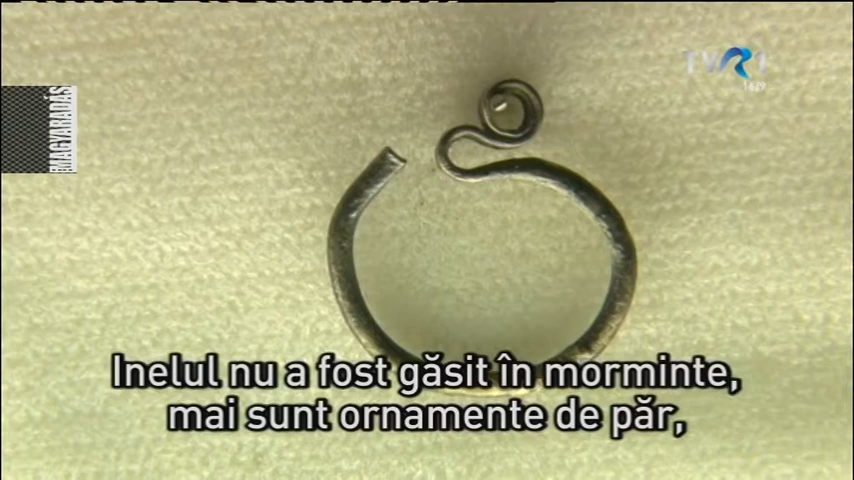 TVR1
MAGYARADÁS
Inelul nu a fost găsit în morminte,
mai sunt ornamente de păr,